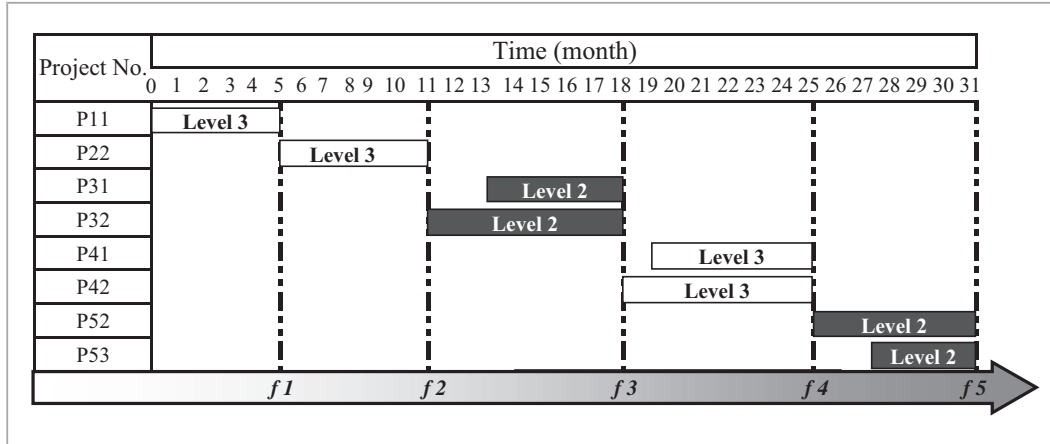 Time (month)
Project No.
0 1 2 3 4 5 6 7 8 9 10 11 12 13 14 15 16 17 18 19 20 21 22 23 24 25 26 27 28 29 30 31
P11 Level 3
P22 Level 3
P31 Level 2
P32 Level 2
P41 Level 3
P42 Level 3
P52 Level 2
P53 Level 2
f1 f2 f3 f4 f5